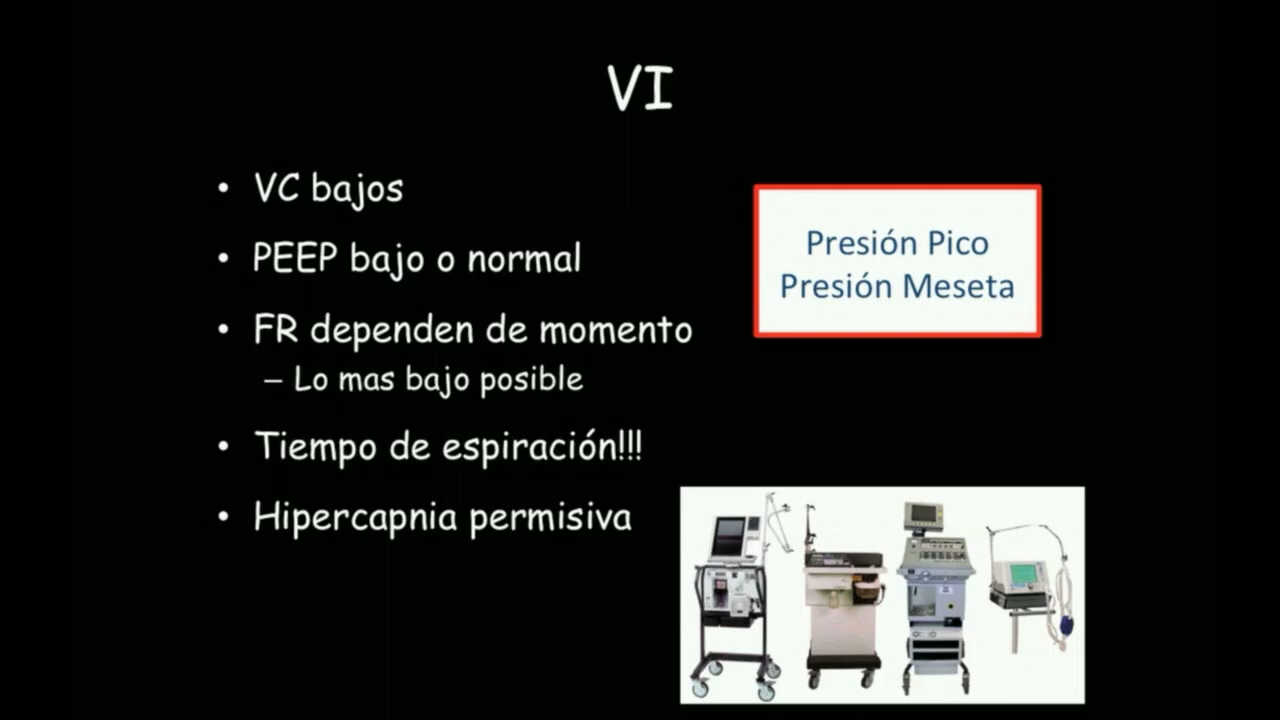 VI
• VC bajos
• PEEP bajo o normal
• FR dependen de momento
– Lo mas bajo posible
• Tiempo de espiración!!!
• Hipercapnia permisiva
Presión Pico
Presión Meseta